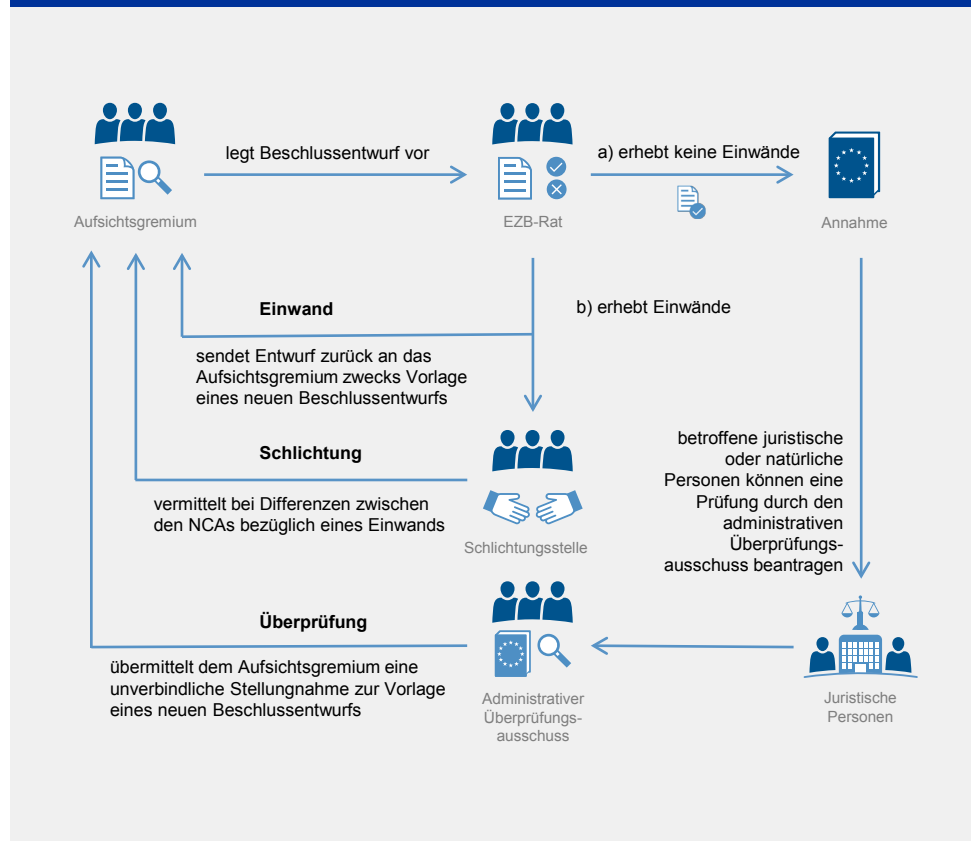 legt Beschlussentwurf vor
a) erhebt keine Einwände
Aufsichtsgremium
EZB-Rat
Annahme
Einwand
b) erhebt Einwände
sendet Entwurf zurück an das
Aufsichtsgremium zwecks Vorlage
eines neuen Beschlussentwurfs
Schlichtung
vermittelt bei Differenzen zwischen
den NCAs bezüglich eines Einwands
Schlichtungsstelle
betroffene juristische
oder natürliche
Personen können eine
Prüfung durch den
administrativen
Überprüfungs-
ausschuss beantragen
Überprüfung
übermittelt dem Aufsichtsgremium eine
unverbindliche Stellungnahme zur Vorlage
eines neuen Beschlussentwurfs
Administrativer
Überprüfungs-
ausschuss
Juristische
Personen